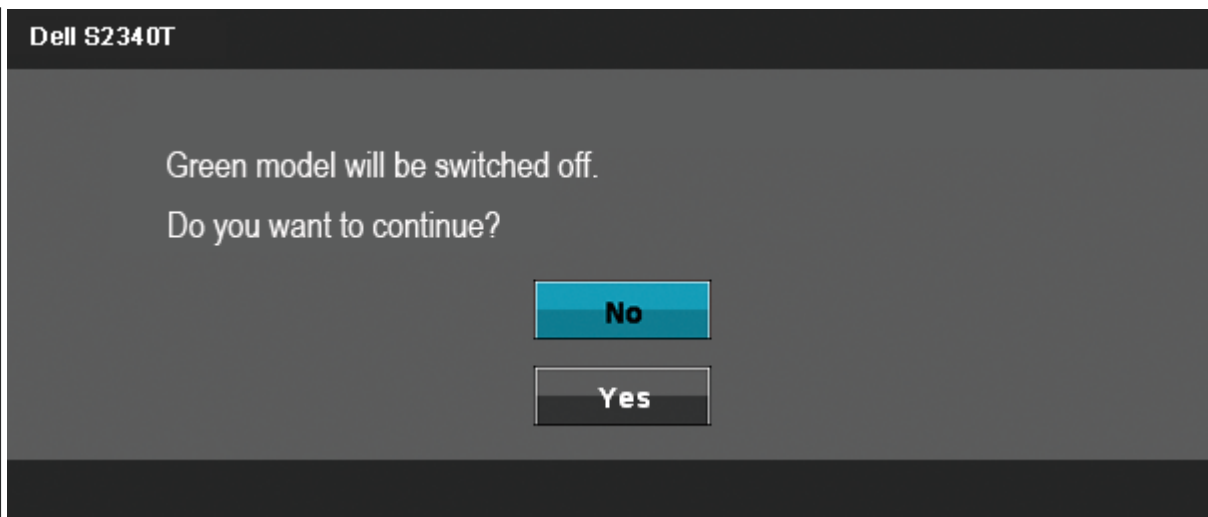 Dell S2340T
Green model will be switched off.
Do you want to continue?
No
Yes